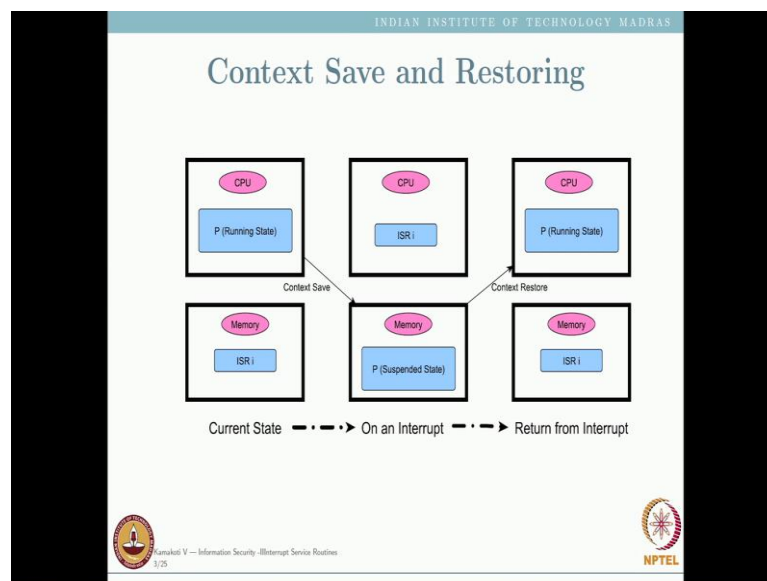 INDIAN INSTITUTE OF TECHNOLOGY MADRAS
Context Save and Restoring
CPU
P (Running State)
CPU
ISR i
CPU
P (Running State)
Context Save
Context Restore
Memory
ISR i
Memory
P (Suspended State)
Memory
ISR i
Current State
On an Interrupt
Return from Interrupt
Kamakoti V — Information Security -IIInterrupt Service Routines
3/25
NPTEL